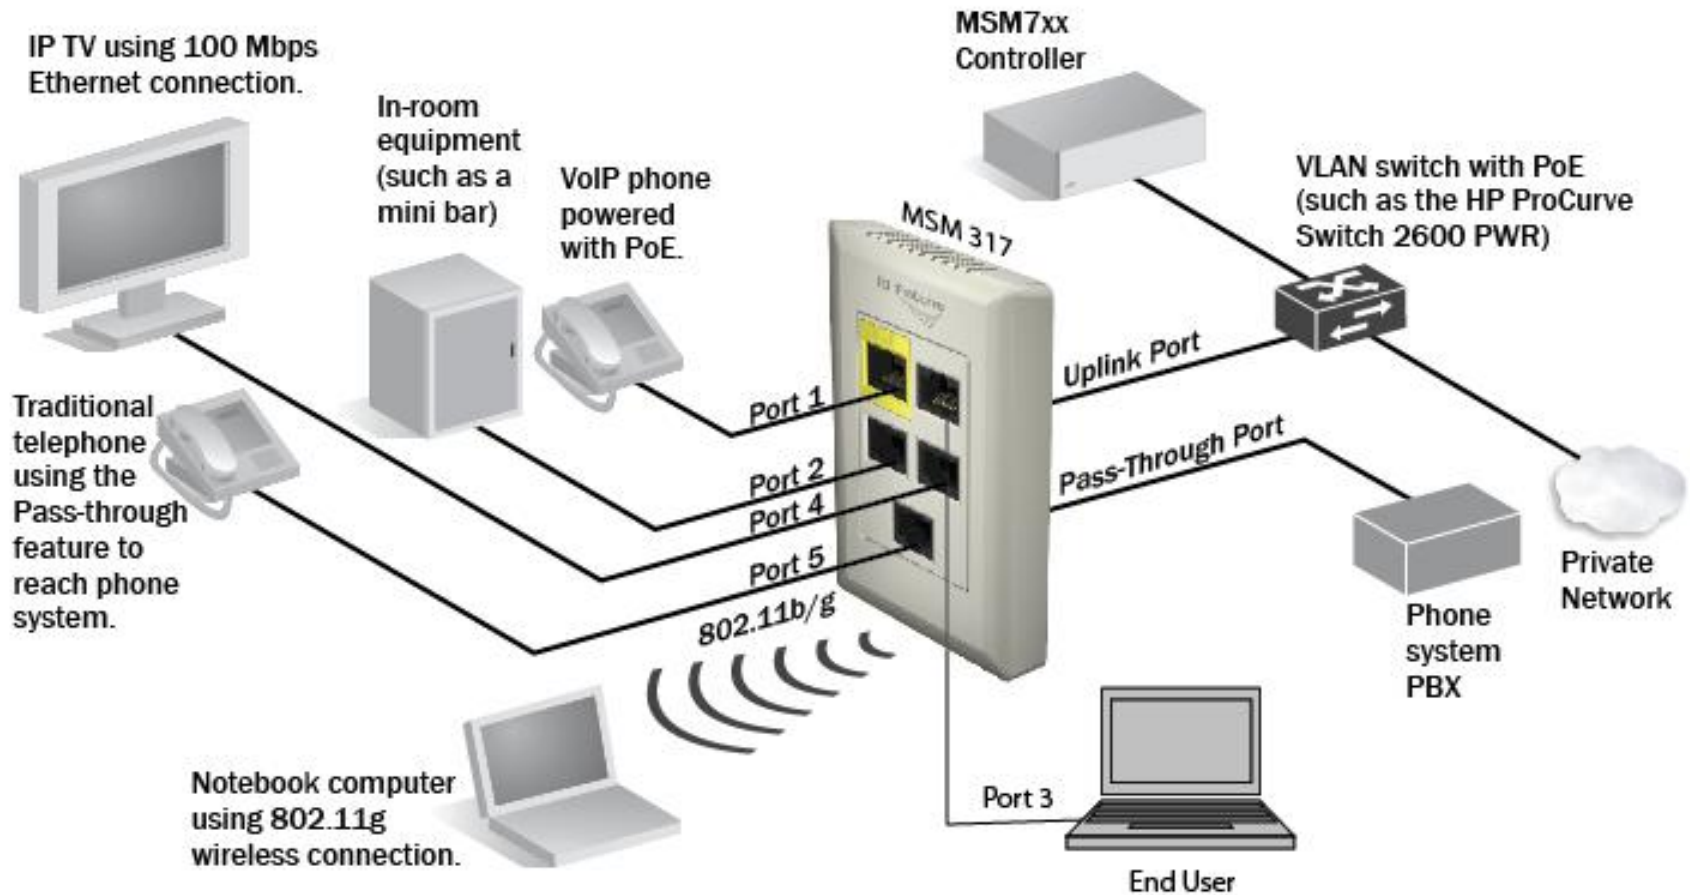 IP TV using 100 Mbps
Ethernet connection.
In-room
equipment
(such as a
mini bar)
VoIP phone
powered
with PoE.
MSM7xx
Controller
VLAN switch with PoE
(such as the HP ProCurve
Switch 2600 PWR)
MSM 317
Traditional
telephone
using the
Pass-through
feature to
reach phone
system.
Port 1
Port 2
Port 4
Port 5
802.11b/g
Uplink Port
Pass-Through Port
Private
Network
Phone
system
PBX
Notebook computer
using 802.11g
wireless connection.
Port 3
End User